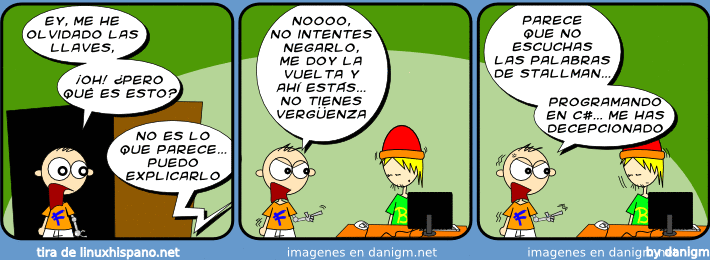 EY, ME HE
OLVIDADO LAS
LLAVES,
¡OH! ¿PERO
QUÉ ES ESTO?
NO ES LO
QUE PARECE...
PUEDO
EXPLICARLO
NOOOO,
NO INTENTES
NEGARLO,
ME DOY LA
VUELTA Y
AHÍ ESTÁS...
NO TIENES
VERGÜENZA
PARECE
QUE NO
ESCUCHAS
LAS PALABRAS
DE STALLMAN...
PROGRAMANDO
EN C#... ME HAS
DECEPCIONADO
tira de linuxhispano.net
imagenes en danigm.net
imagenes en danigm.net
by danigm